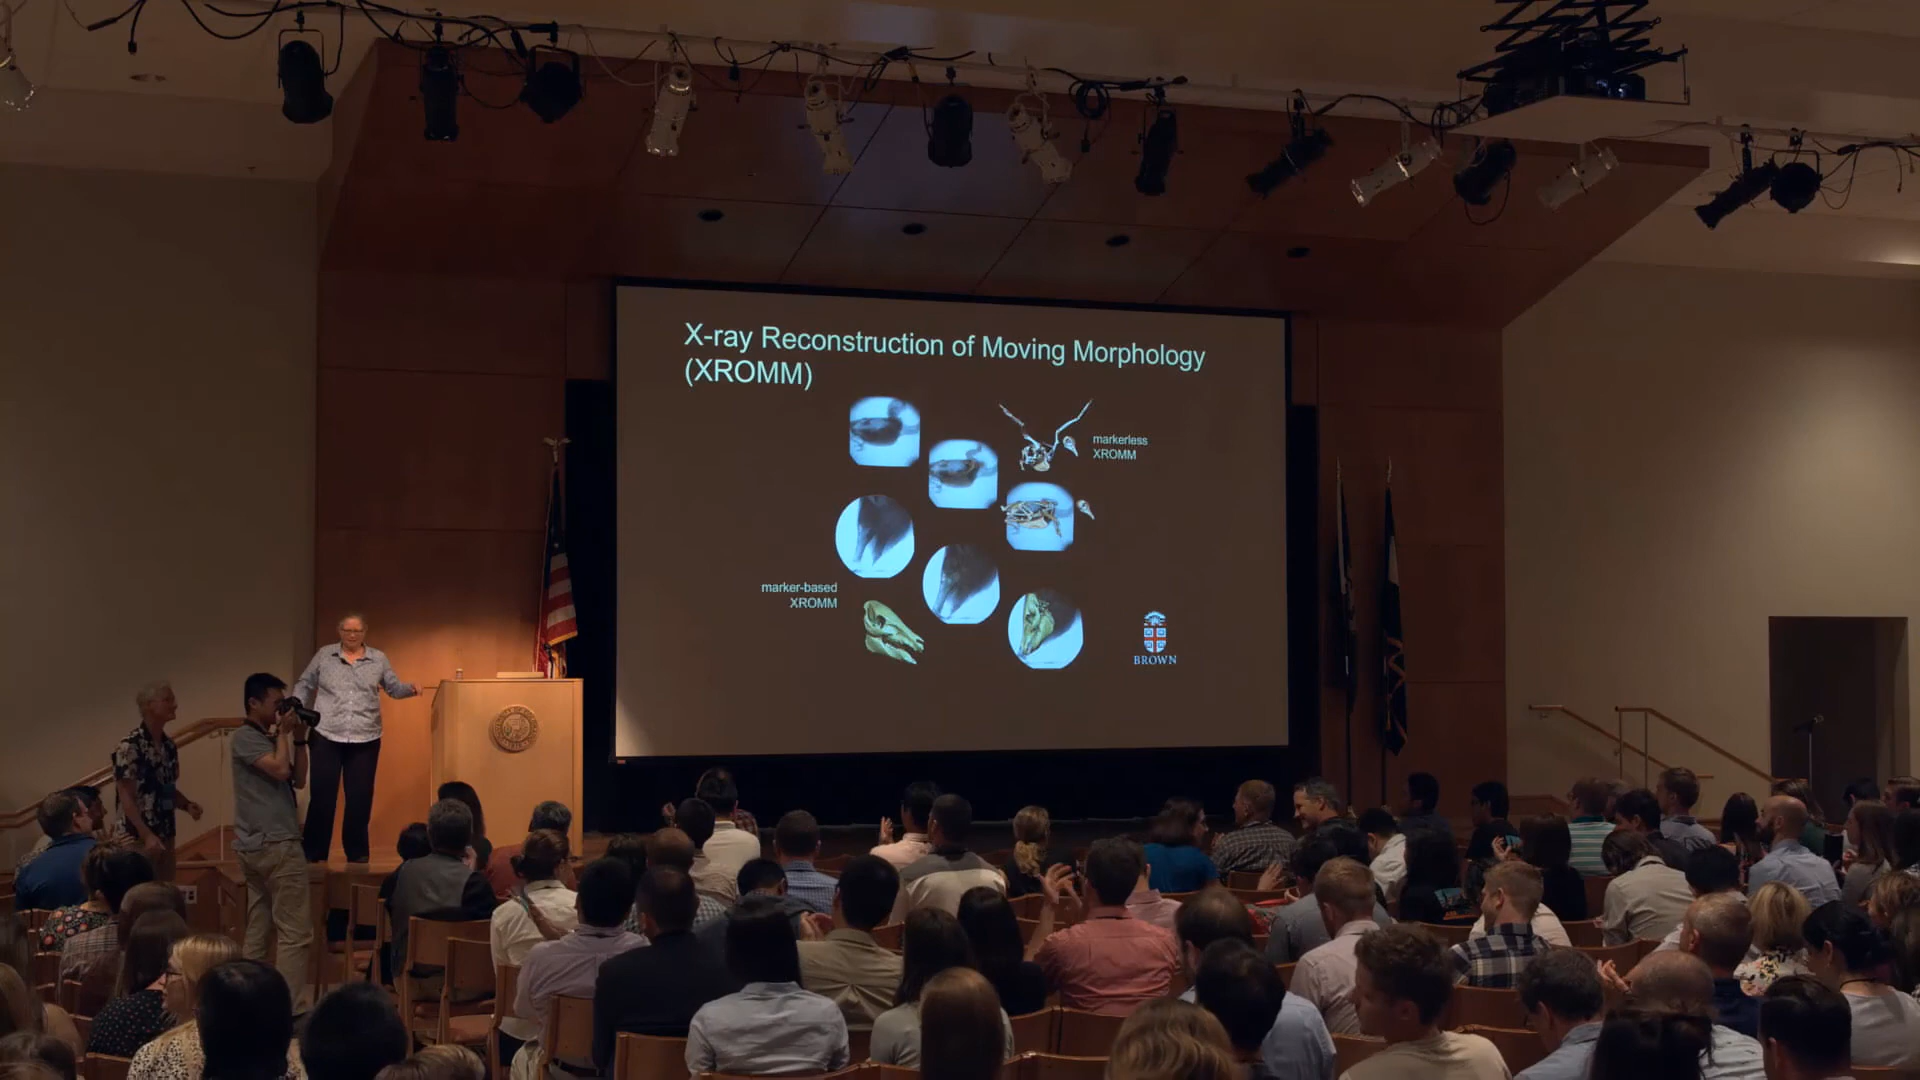 X-ray Reconstruction of Moving Morphology
(XROMM)
markerless
XROMM
marker-based
XROMM
BROWN